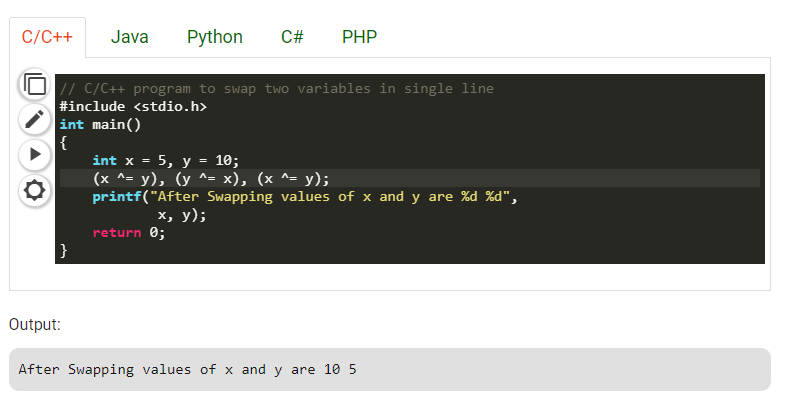 C/C++ Java Python C# PHP
// C/C++ program to swap two variables in single line
#include <stdio.h>
int main()
{
    int x = 5, y = 10;
    (x ^= y), (y ^= x), (x ^= y);
    printf("After Swapping values of x and y are %d %d",
            x, y);
    return 0;
}
Output:
After Swapping values of x and y are 10 5